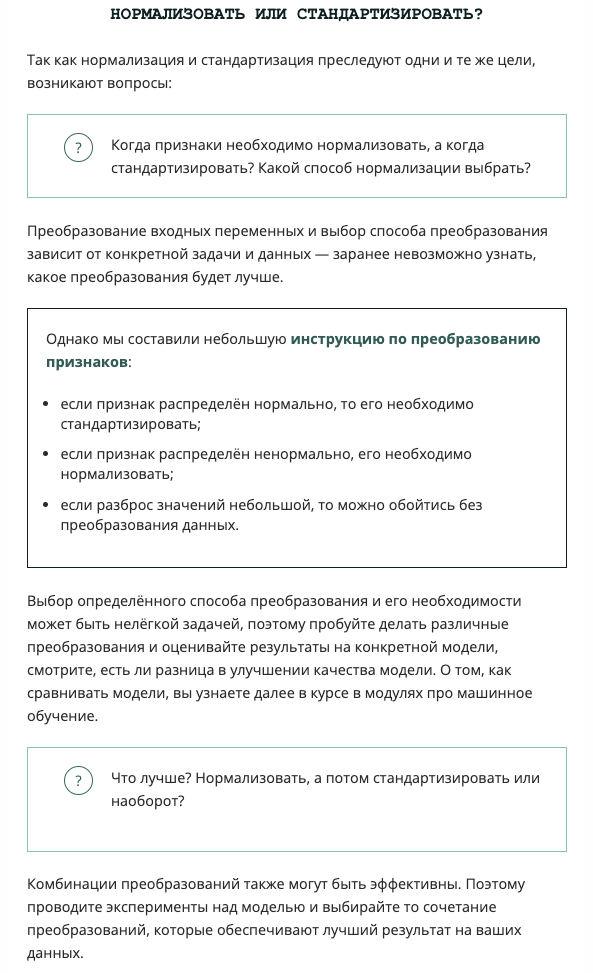 НОРМАЛИЗОВАТЬ ИЛИ СТАНДАРТИЗИРОВАТЬ?
Так как нормализация и стандартизация преследуют одни и те же цели,
возникают вопросы:
?
Когда признаки необходимо нормализовать, а когда
стандартизировать? Какой способ нормализации выбрать?
Преобразование входных переменных и выбор способа преобразования
зависит от конкретной задачи и данных — заранее невозможно узнать,
какое преобразования будет лучше.
Однако мы составили небольшую инструкцию по преобразованию
признаков:
• если признак распределён нормально, то его необходимо
стандартизировать;
• если признак распределён ненормально, его необходимо
нормализовать;
• если разброс значений небольшой, то можно обойтись без
преобразования данных.
Выбор определённого способа преобразования и его необходимости
может быть нелёгкой задачей, поэтому пробуйте делать различные
преобразования и оценивайте результаты на конкретной модели,
смотрите, есть ли разница в улучшении качества модели. О том, как
сравнивать модели, вы узнаете далее в курсе в модулях про машинное
обучение.
?
Что лучше? Нормализовать, а потом стандартизировать или
наоборот?
Комбинации преобразований также могут быть эффективны. Поэтому
проводите эксперименты над моделью и выбирайте то сочетание
преобразований, которые обеспечивают лучший результат на ваших
данных.